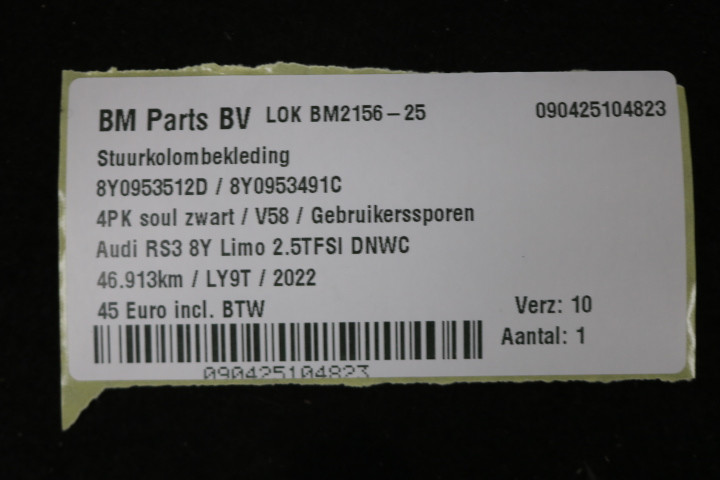 BM Parts BV LOK BM2156-25 090425104823
Stuurkolombekleding
8Y0953512D / 8Y0953491C
4PK soul zwart / V58 / Gebruikerssporen
Audi RS3 8Y Limo 2.5TFSI DNWC
46.913km / LY9T / 2022
45 Euro incl. BTW Verz: 10
Aantal: 1
090425104823